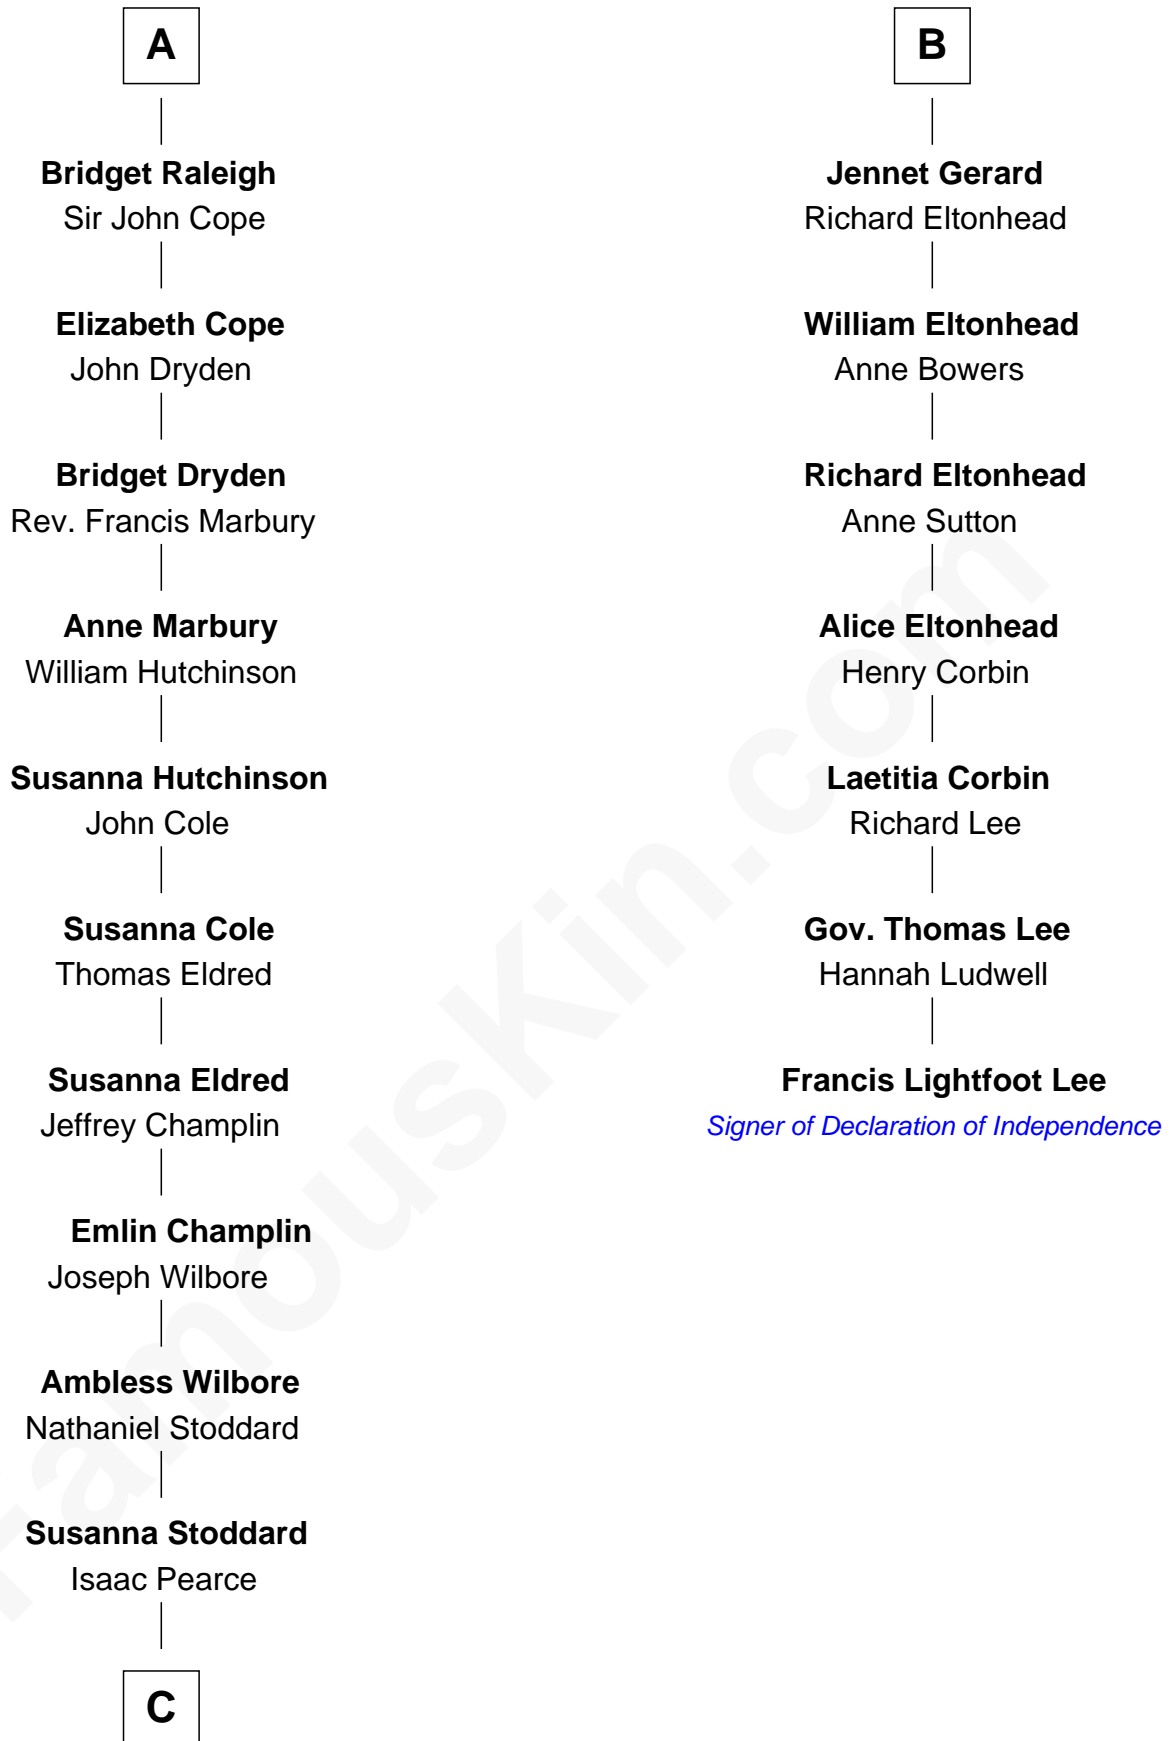 A
Bridget Raleigh
Sir John Cope
Elizabeth Cope
John Dryden
Bridget Dryden
Rev. Francis Marbury
Anne Marbury
William Hutchinson
Susanna Hutchinson
John Cole
Susanna Cole
Thomas Eldred
Susanna Eldred
Jeffrey Champlin
Emlin Champlin
Joseph Wilbore
Ambless Wilbore
Nathaniel Stoddard
Susanna Stoddard
Isaac Pearce
C
B
Jennet Gerard
Richard Eltonhead
William Eltonhead
Anne Bowers
Richard Eltonhead
Anne Sutton
Alice Eltonhead
Henry Corbin
Laetitia Corbin
Richard Lee
Gov. Thomas Lee
Hannah Ludwell
Francis Lightfoot Lee
Signer of Declaration of Independence
FamousKin.com